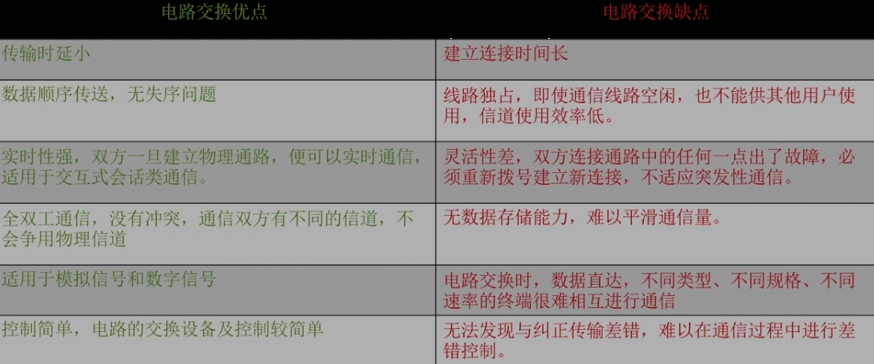 电路交换优点
电路交换缺点
传输时延小
建立连接时间长
数据顺序传送，无失序问题
线路独占，即使通信线路空闲，也不能供其他用户使
用，信道使用效率低。
实时性强，双方一旦建立物理通路，便可以实时通信，
适用于交互式会话类通信。
灵活性差，双方连接通路中的任何一点出了故障，必
须重新拨号建立新连接，不适应突发性通信。
全双工通信，没有冲突，通信双方有不同的信道，不
会争用物理信道
无数据存储能力，难以平滑通信量。
适用于模拟信号和数字信号
电路交换时，数据直达，不同类型、不同规格、不同
速率的终端很难相互进行通信
控制简单，电路的交换设备及控制较简单
无法发现与纠正传输差错，难以在通信过程中进行差
错控制。